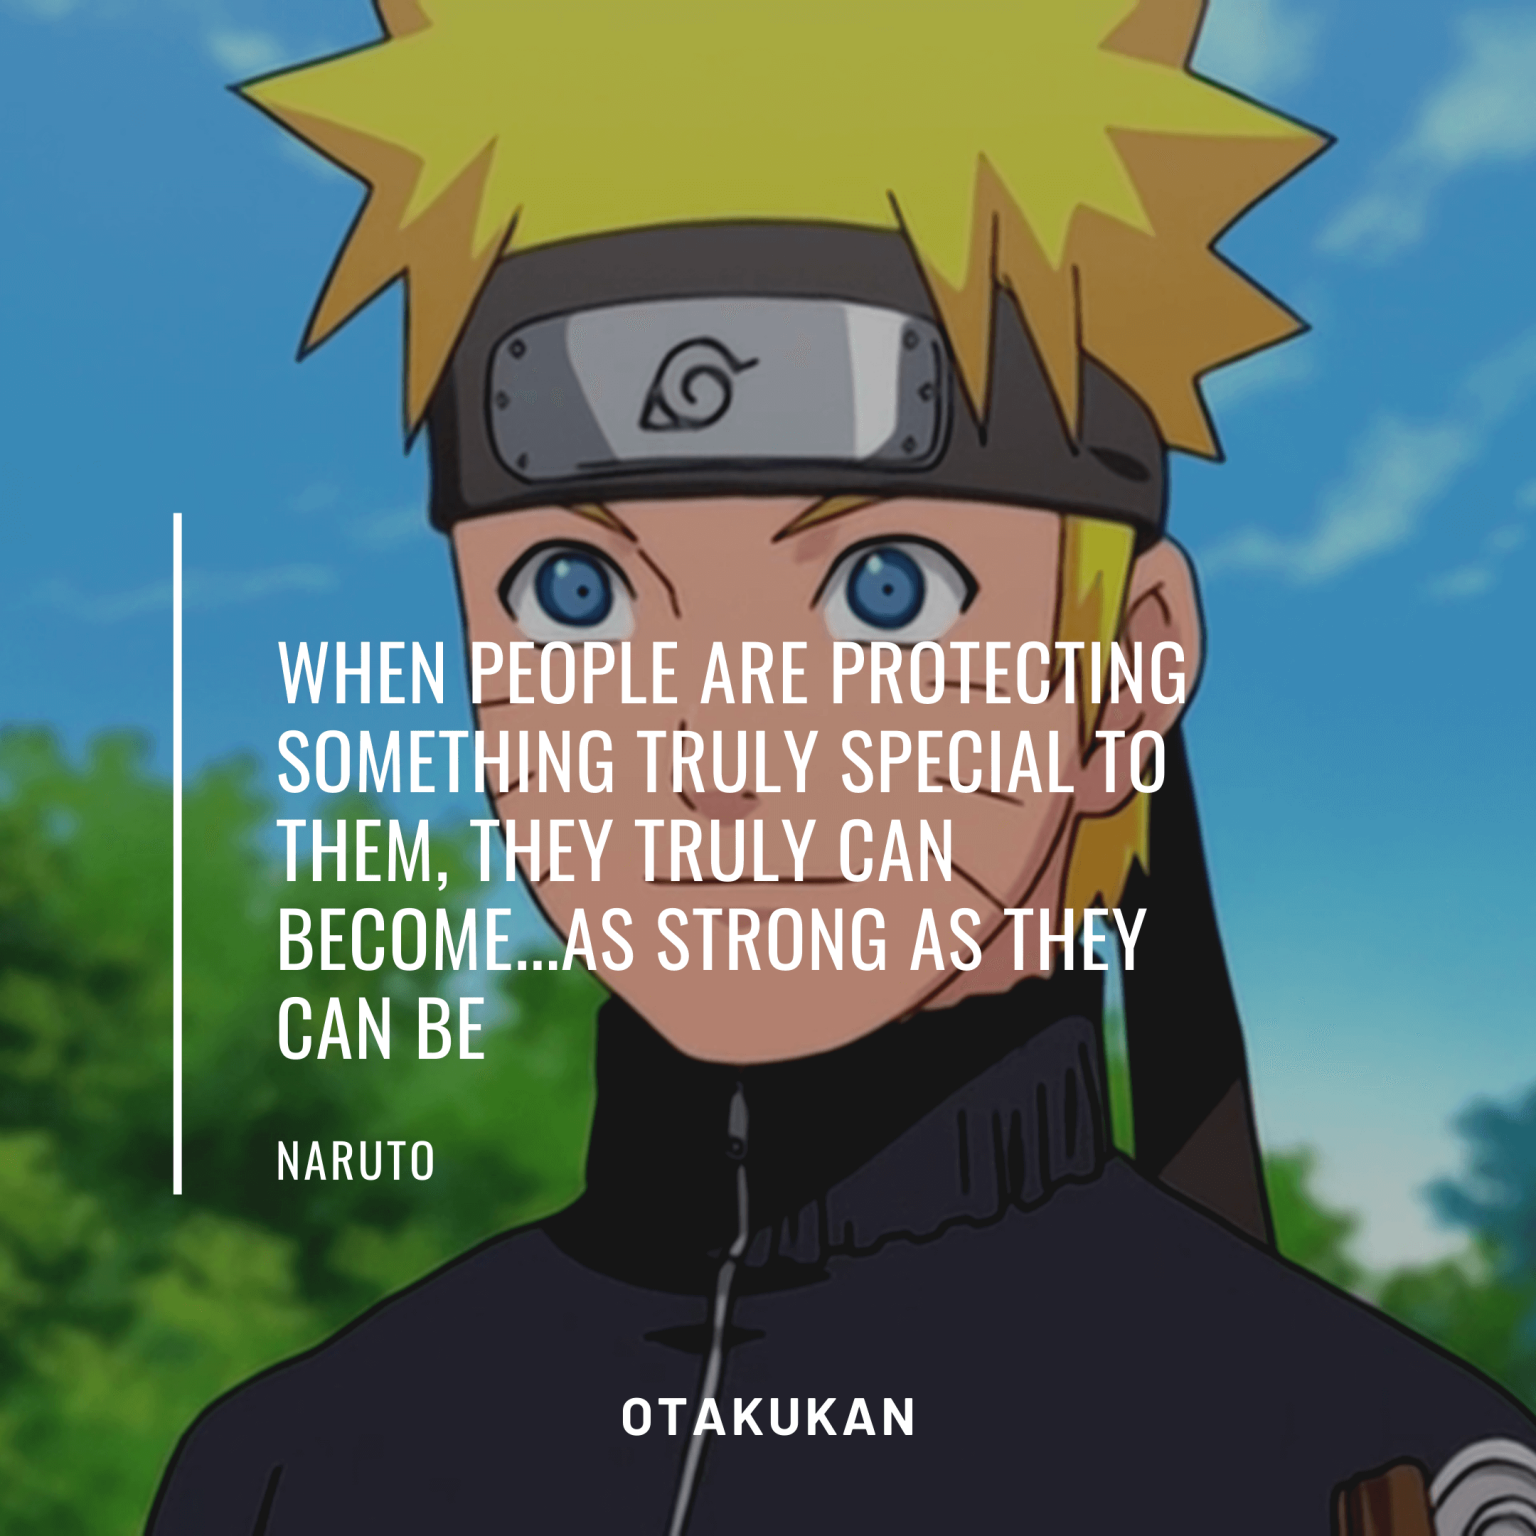 WHEN PEOPLE ARE PROTECTING
SOMETHING TRULY SPECIAL TO
THEM, THEY TRULY CAN
BECOME...AS STRONG AS THEY
CAN BE
NARUTO
OTAKUKAN